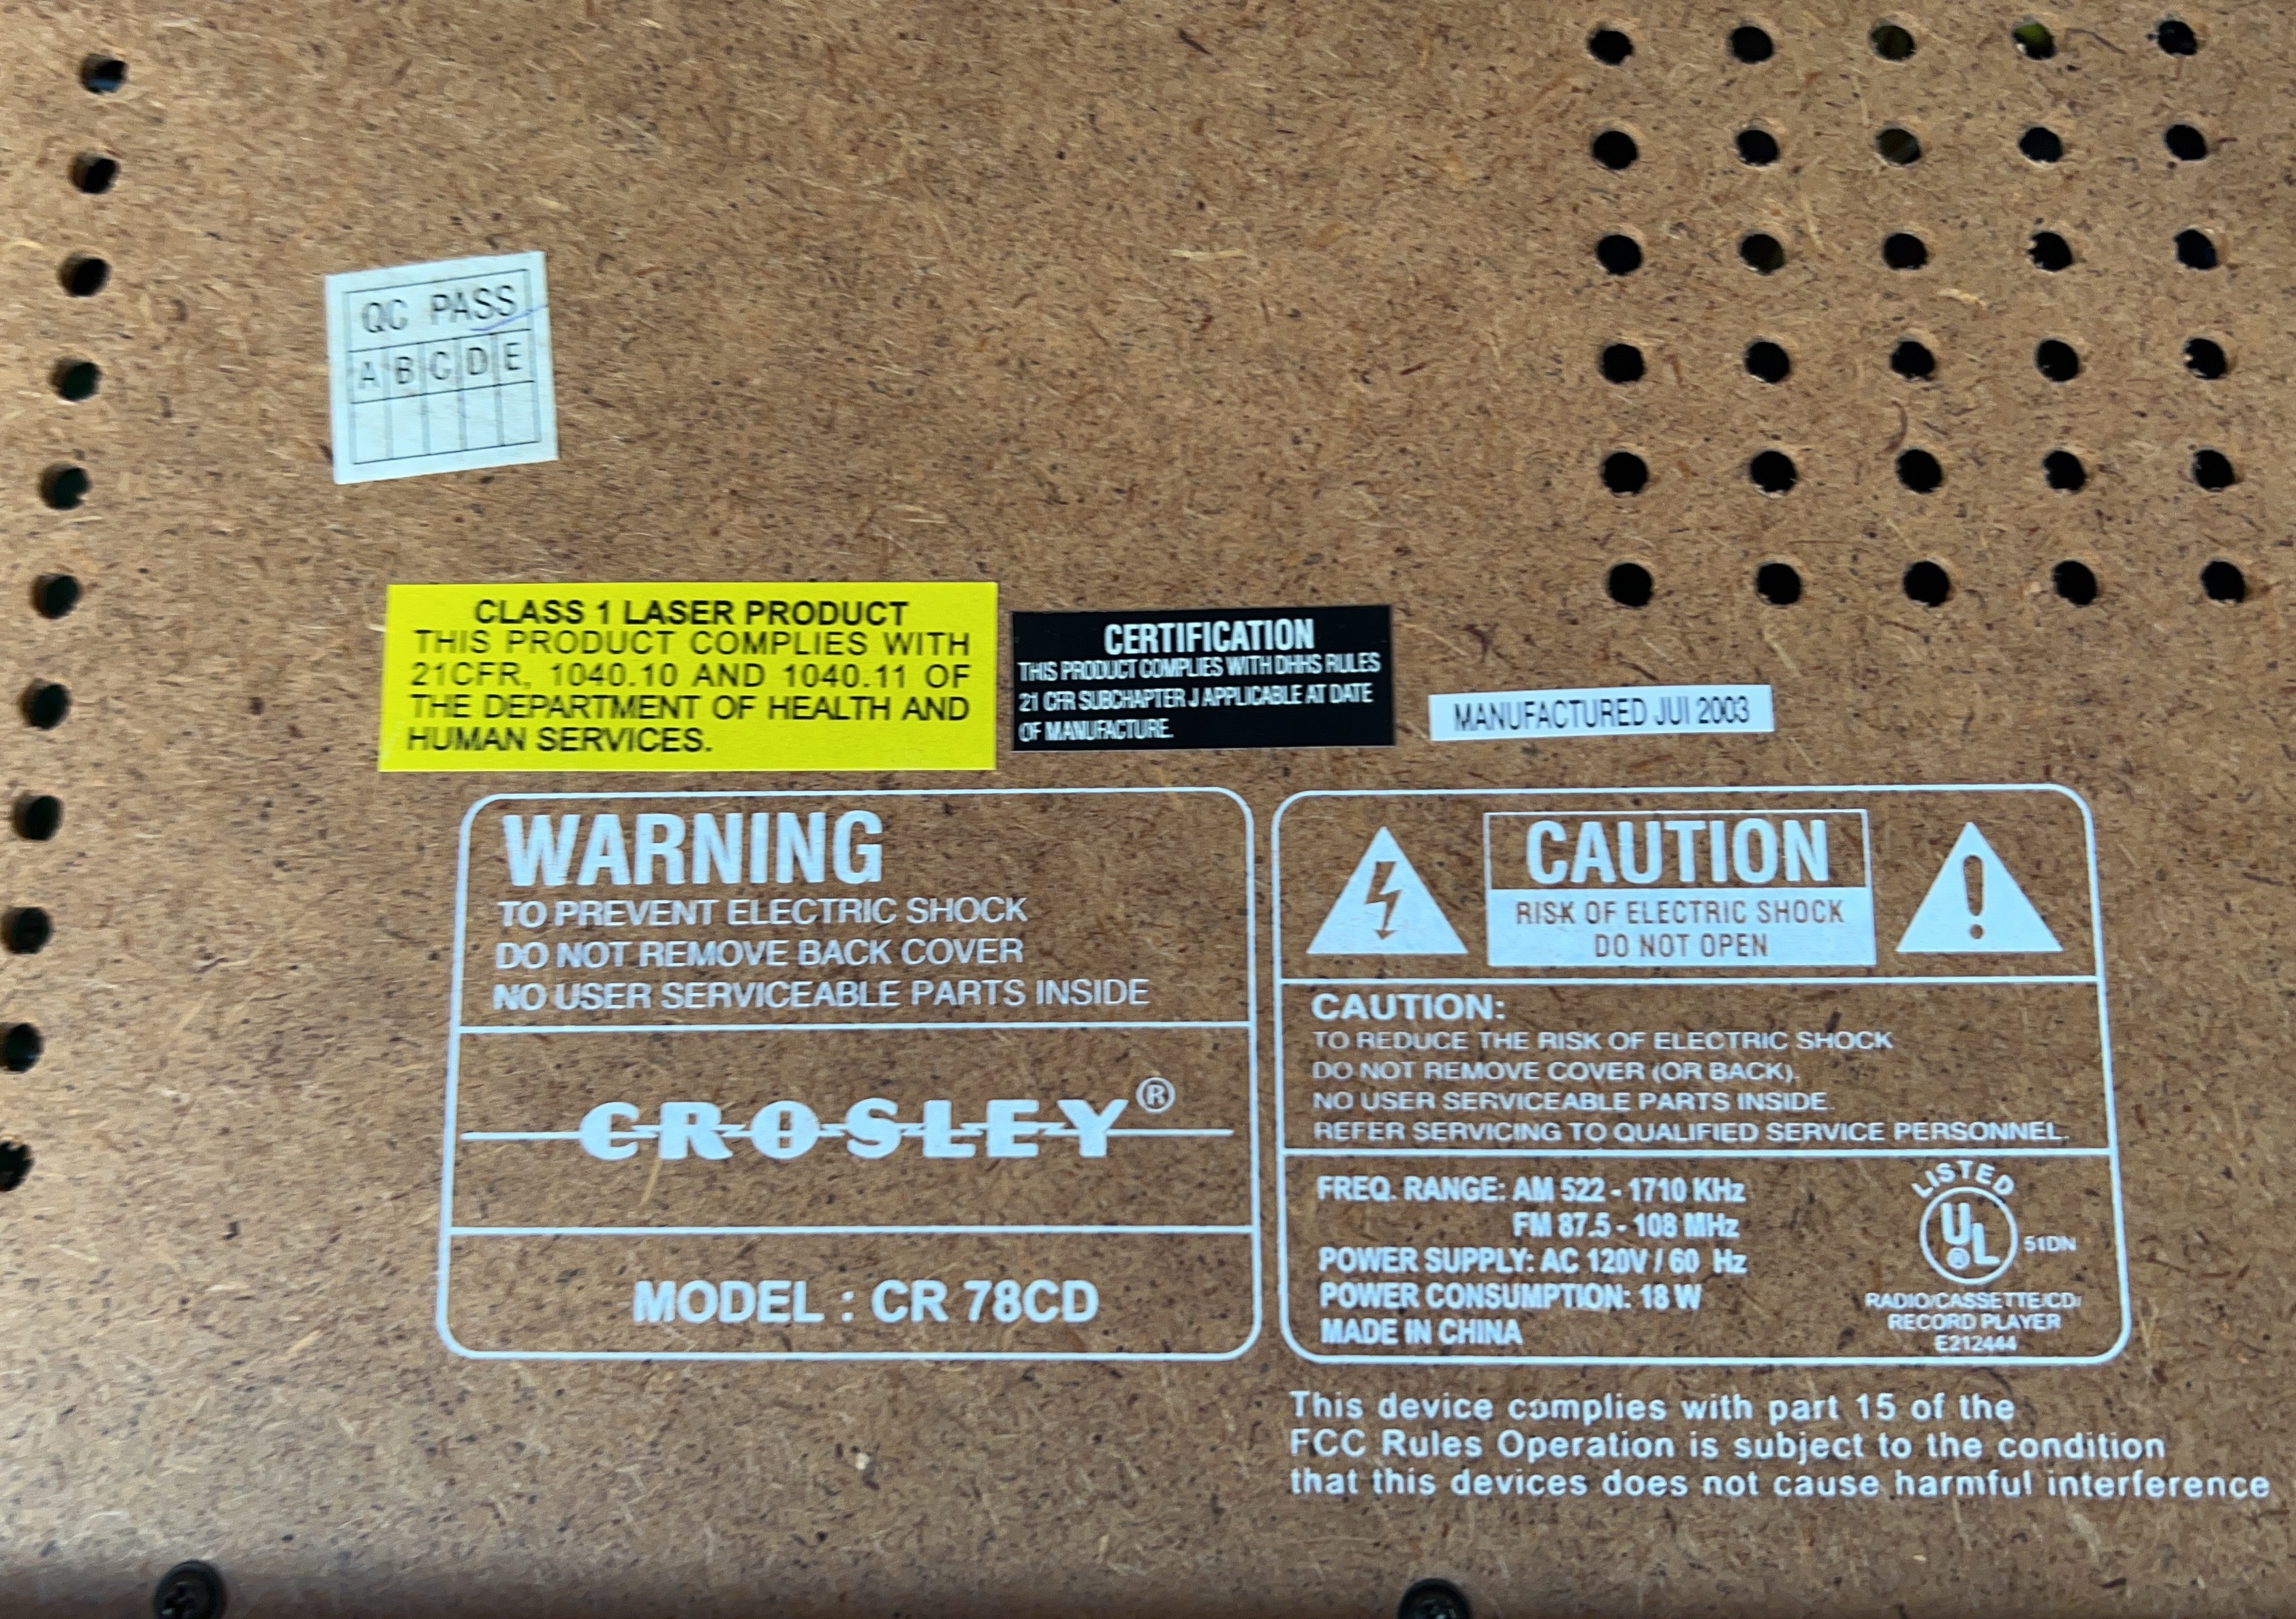 QC PASS
A B C D E
CLASS 1 LASER PRODUCT
THIS PRODUCT COMPLIES WITH
21CFR, 1040.10 AND 1040.11 OF
THE DEPARTMENT OF HEALTH AND
HUMAN SERVICES.
CERTIFICATION
THIS PRODUCT COMPLIES WITH DHHS RULES
21 CFR SUBCHAPTER J APPLICABLE AT DATE
OF MANUFACTURE.
MANUFACTURED JUI 2003
WARNING
TO PREVENT ELECTRIC SHOCK
DO NOT REMOVE BACK COVER
NO USER SERVICEABLE PARTS INSIDE
CROSLEY®
MODEL : CR 78CD
CAUTION
RISK OF ELECTRIC SHOCK
DO NOT OPEN
CAUTION:
TO REDUCE THE RISK OF ELECTRIC SHOCK
DO NOT REMOVE COVER (OR BACK).
NO USER SERVICEABLE PARTS INSIDE.
REFER SERVICING TO QUALIFIED SERVICE PERSONNEL.
FREQ. RANGE: AM 522 - 1710 KHz
FM 87.5 - 108 MHz
POWER SUPPLY: AC 120V / 60 Hz
POWER CONSUMPTION: 18 W
MADE IN CHINA
LISTED
UL®
51DN
RADIO/CASSETTE/CD/
RECORD PLAYER
E212444
This device complies with part 15 of the
FCC Rules Operation is subject to the condition
that this devices does not cause harmful interference